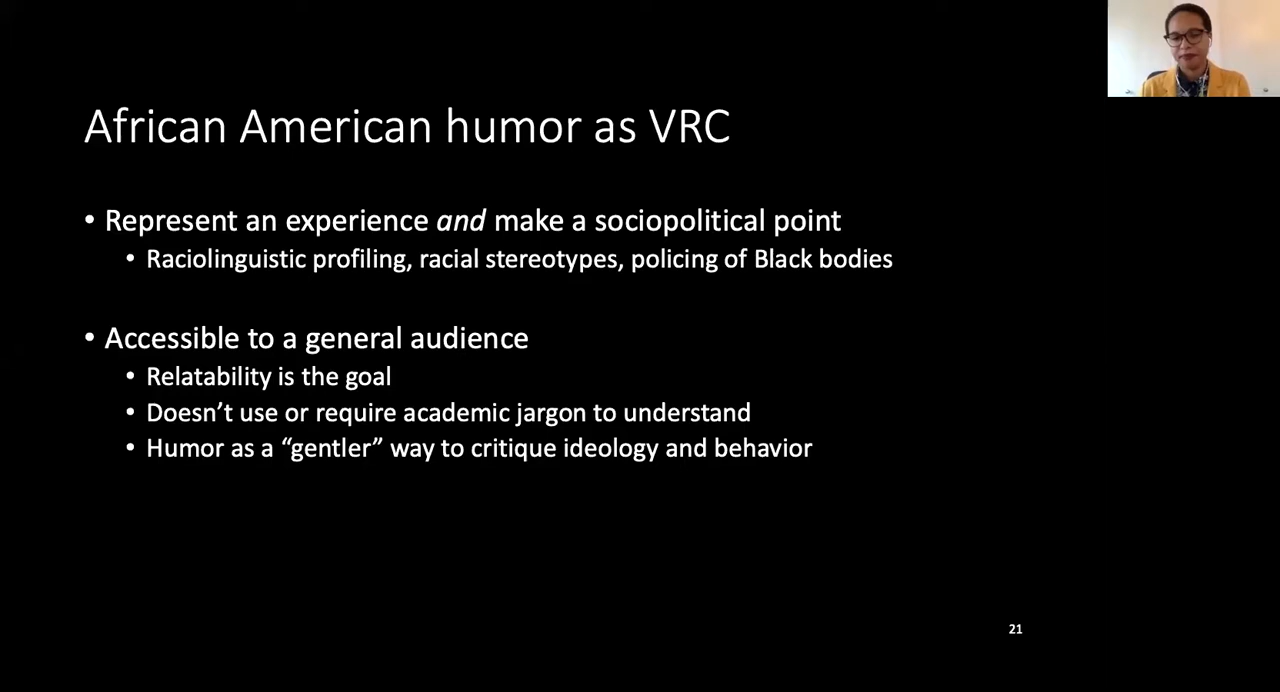 African American humor as VRC
• Represent an experience and make a sociopolitical point
• Raciolinguistic profiling, racial stereotypes, policing of Black bodies
• Accessible to a general audience
• Relatability is the goal
• Doesn’t use or require academic jargon to understand
• Humor as a “gentler” way to critique ideology and behavior
21